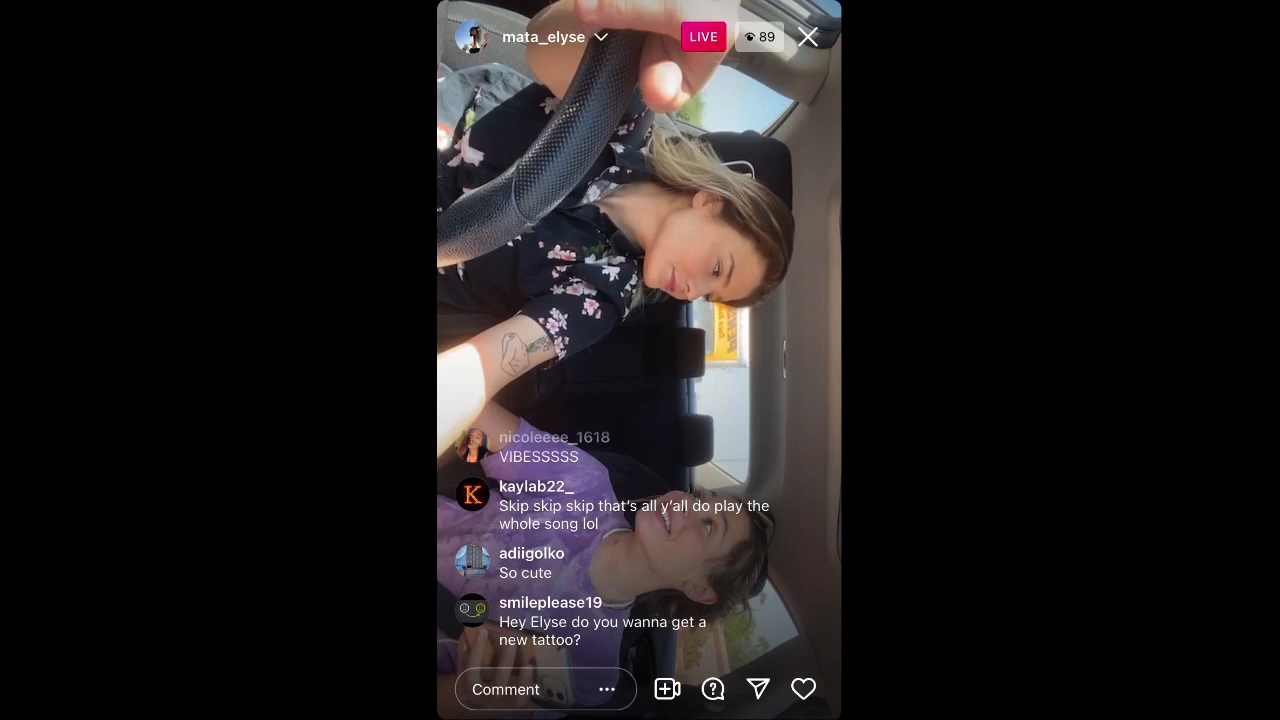 mata_elyse
LIVE
89
nicoleeee_1618
VIBESSSSS
kaylab22_
Skip skip skip that's all y'all do play the
whole song lol
adiigolko
So cute
smileplease19
Hey Elyse do you wanna get a
new tattoo?
Comment